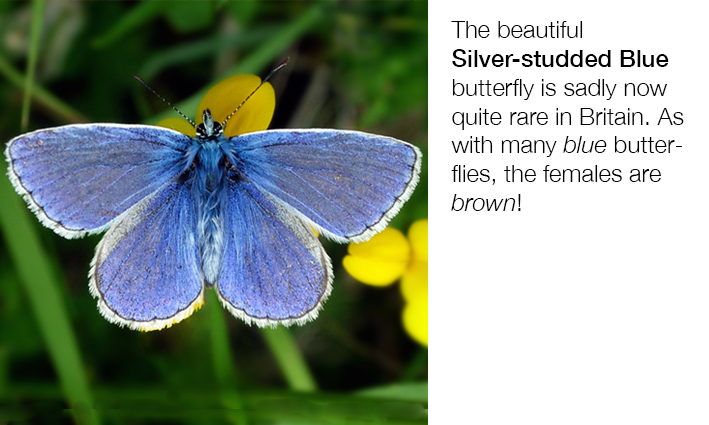 The beautiful
Silver-studded Blue
butterfly is sadly now
quite rare in Britain. As
with many blue butter-
flies, the females are
brown!